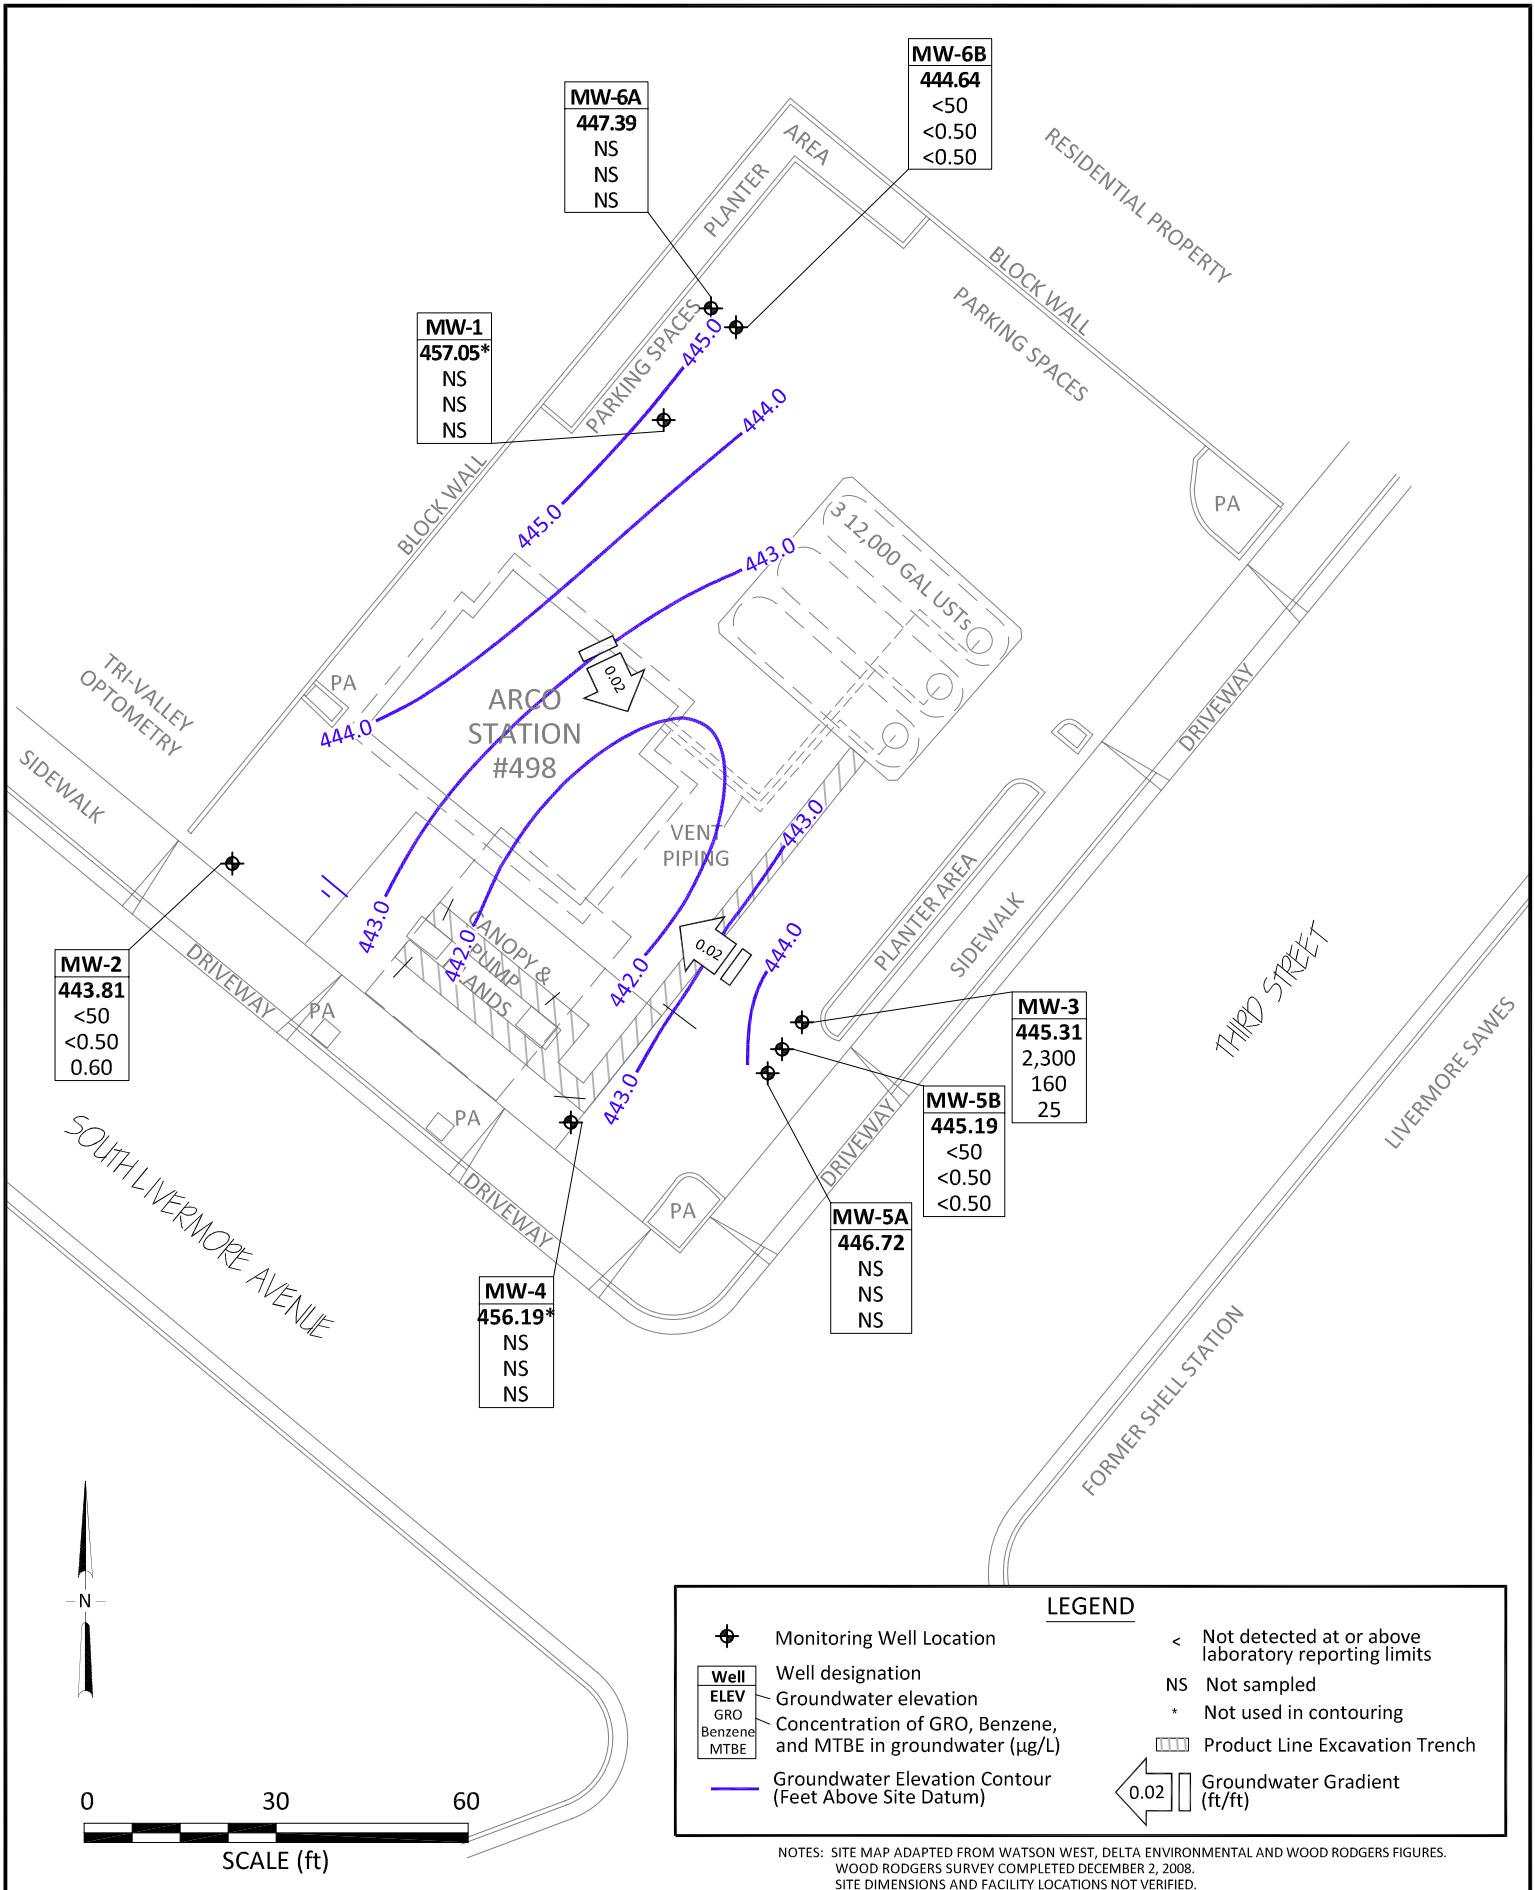 MW-6B
444.64
<50
<0.50
<0.50
MW-6A
447.39
NS
NS
NS
AREA
PLANTER
RESIDENTIAL PROPERTY
BLOCK WALL
PARKING SPACES
PARKING SPACES
MW-1
457.05*
NS
NS
NS
445.0
444.0
BLOCK WALL
445.0
443.0
3 12,000 GAL USTs
PA
TRI-VALLEY
OPTOMETRY
PA
444.0
0.02
ARCO
STATION
#498
SIDEWALK
DRIVEWAY
VENT
PIPING
443.0
PLANTER AREA
SIDEWALK
443.0
442.0
CANOPY &
PUMP
ANDS
442.0
0.02
444.0
THIRD STREET
MW-2
443.81
<50
<0.50
0.60
DRIVEWAY
PA
MW-3
445.31
2,300
160
25
LIVERMORE SAWES
443.0
PA
MW-5B
445.19
<50
<0.50
<0.50
DRIVEWAY
SOUTH LIVERMORE AVENUE
DRIVEWAY
PA
MW-5A
446.72
NS
NS
NS
MW-4
456.19*
NS
NS
NS
FORMER SHELL STATION
N
0 30 60
SCALE (ft)
LEGEND
Monitoring Well Location
Well
ELEV
GRO
Benzene
MTBE
Well designation
Groundwater elevation
Concentration of GRO, Benzene,
and MTBE in groundwater (µg/L)
Groundwater Elevation Contour
(Feet Above Site Datum)
< Not detected at or above
laboratory reporting limits
NS Not sampled
* Not used in contouring
Product Line Excavation Trench
0.02
Groundwater Gradient
(ft/ft)
NOTES: SITE MAP ADAPTED FROM WATSON WEST, DELTA ENVIRONMENTAL AND WOOD RODGERS FIGURES.
WOOD RODGERS SURVEY COMPLETED DECEMBER 2, 2008.
SITE DIMENSIONS AND FACILITY LOCATIONS NOT VERIFIED.